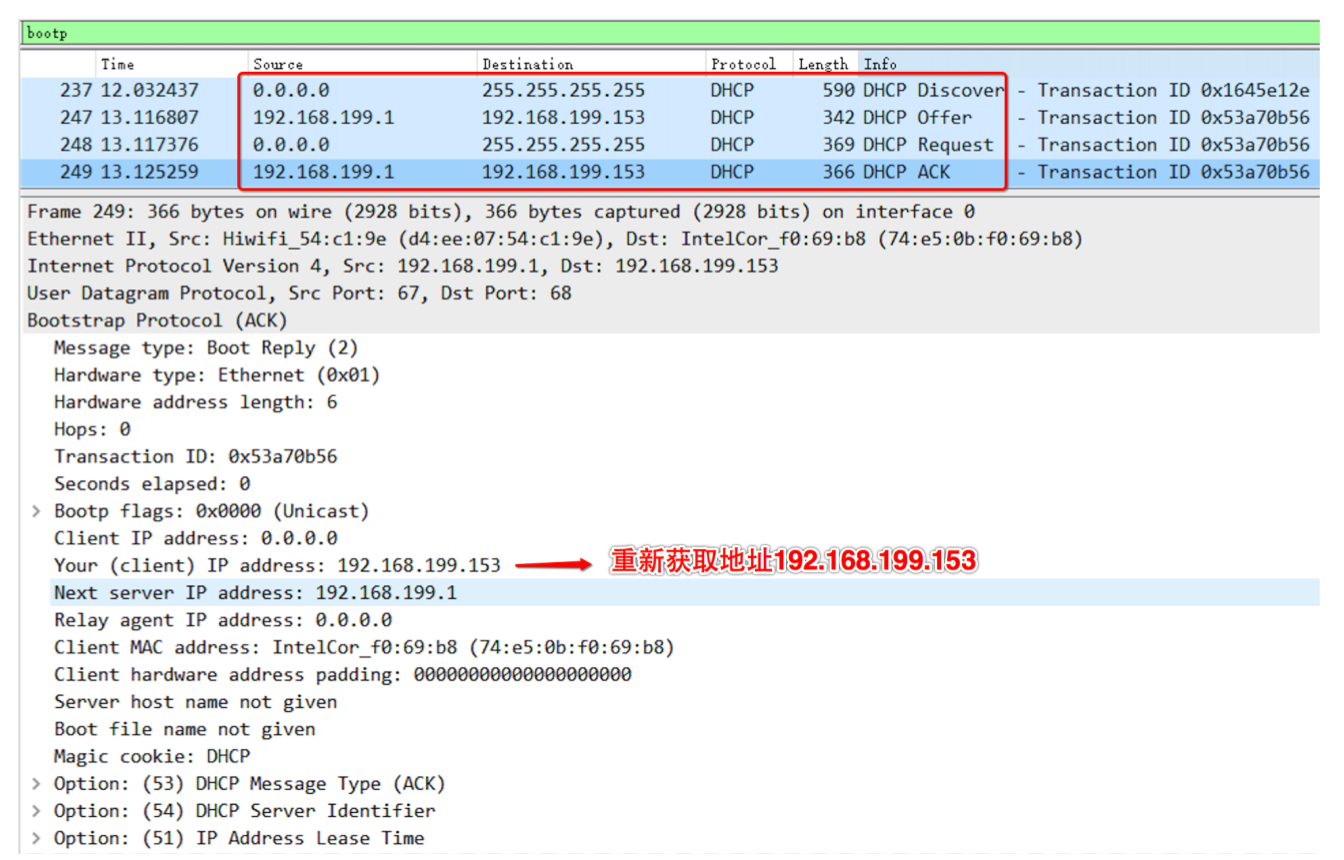 bootp
Time Source Destination Protocol Length Info
237 12.032437 0.0.0.0 255.255.255.255 DHCP 590 DHCP Discover - Transaction ID 0x1645e12e
247 13.116807 192.168.199.1 192.168.199.153 DHCP 342 DHCP Offer - Transaction ID 0x53a70b56
248 13.117376 0.0.0.0 255.255.255.255 DHCP 369 DHCP Request - Transaction ID 0x53a70b56
249 13.125259 192.168.199.1 192.168.199.153 DHCP 366 DHCP ACK - Transaction ID 0x53a70b56
Frame 249: 366 bytes on wire (2928 bits), 366 bytes captured (2928 bits) on interface 0
Ethernet II, Src: Hiwifi_54:c1:9e (d4:ee:07:54:c1:9e), Dst: IntelCor_f0:69:b8 (74:e5:0b:f0:69:b8)
Internet Protocol Version 4, Src: 192.168.199.1, Dst: 192.168.199.153
User Datagram Protocol, Src Port: 67, Dst Port: 68
Bootstrap Protocol (ACK)
Message type: Boot Reply (2)
Hardware type: Ethernet (0x01)
Hardware address length: 6
Hops: 0
Transaction ID: 0x53a70b56
Seconds elapsed: 0
> Bootp flags: 0x0000 (Unicast)
Client IP address: 0.0.0.0
Your (client) IP address: 192.168.199.153 重新获取地址192.168.199.153
Next server IP address: 192.168.199.1
Relay agent IP address: 0.0.0.0
Client MAC address: IntelCor_f0:69:b8 (74:e5:0b:f0:69:b8)
Client hardware address padding: 00000000000000000000
Server host name not given
Boot file name not given
Magic cookie: DHCP
> Option: (53) DHCP Message Type (ACK)
> Option: (54) DHCP Server Identifier
> Option: (51) IP Address Lease Time